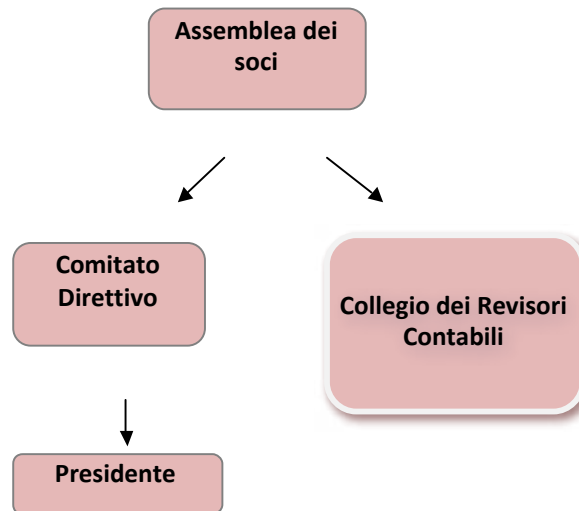 Assemblea dei
soci
Comitato
Direttivo
Collegio dei Revisori
Contabili
Presidente